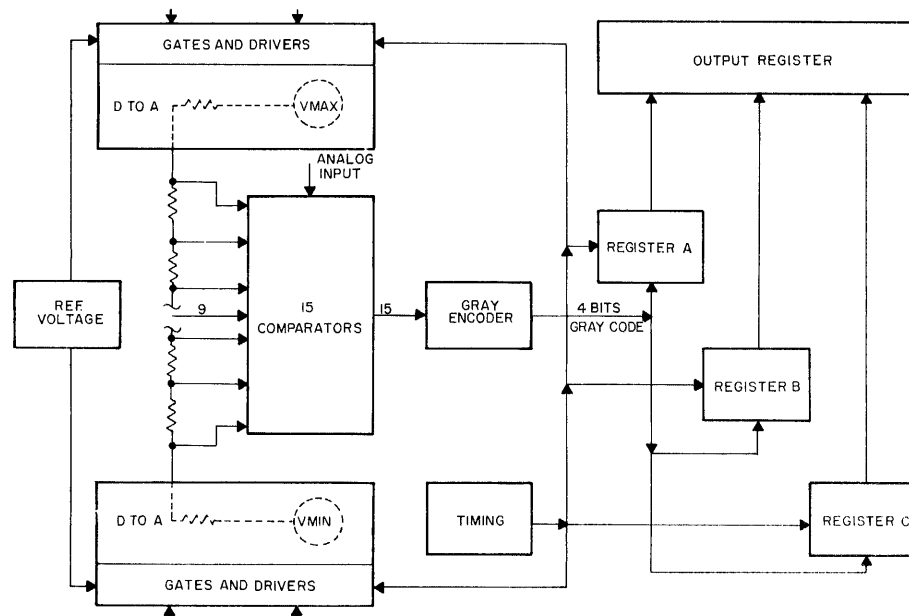 GATES AND DRIVERS
OUTPUT REGISTER
D TO A
VMAX
ANALOG
INPUT
REGISTER A
REF.
VOLTAGE
9
15
COMPARATORS
15
GRAY
ENCODER
4 BITS
GRAY CODE
REGISTER B
D TO A
VMIN
TIMING
REGISTER C
GATES AND DRIVERS